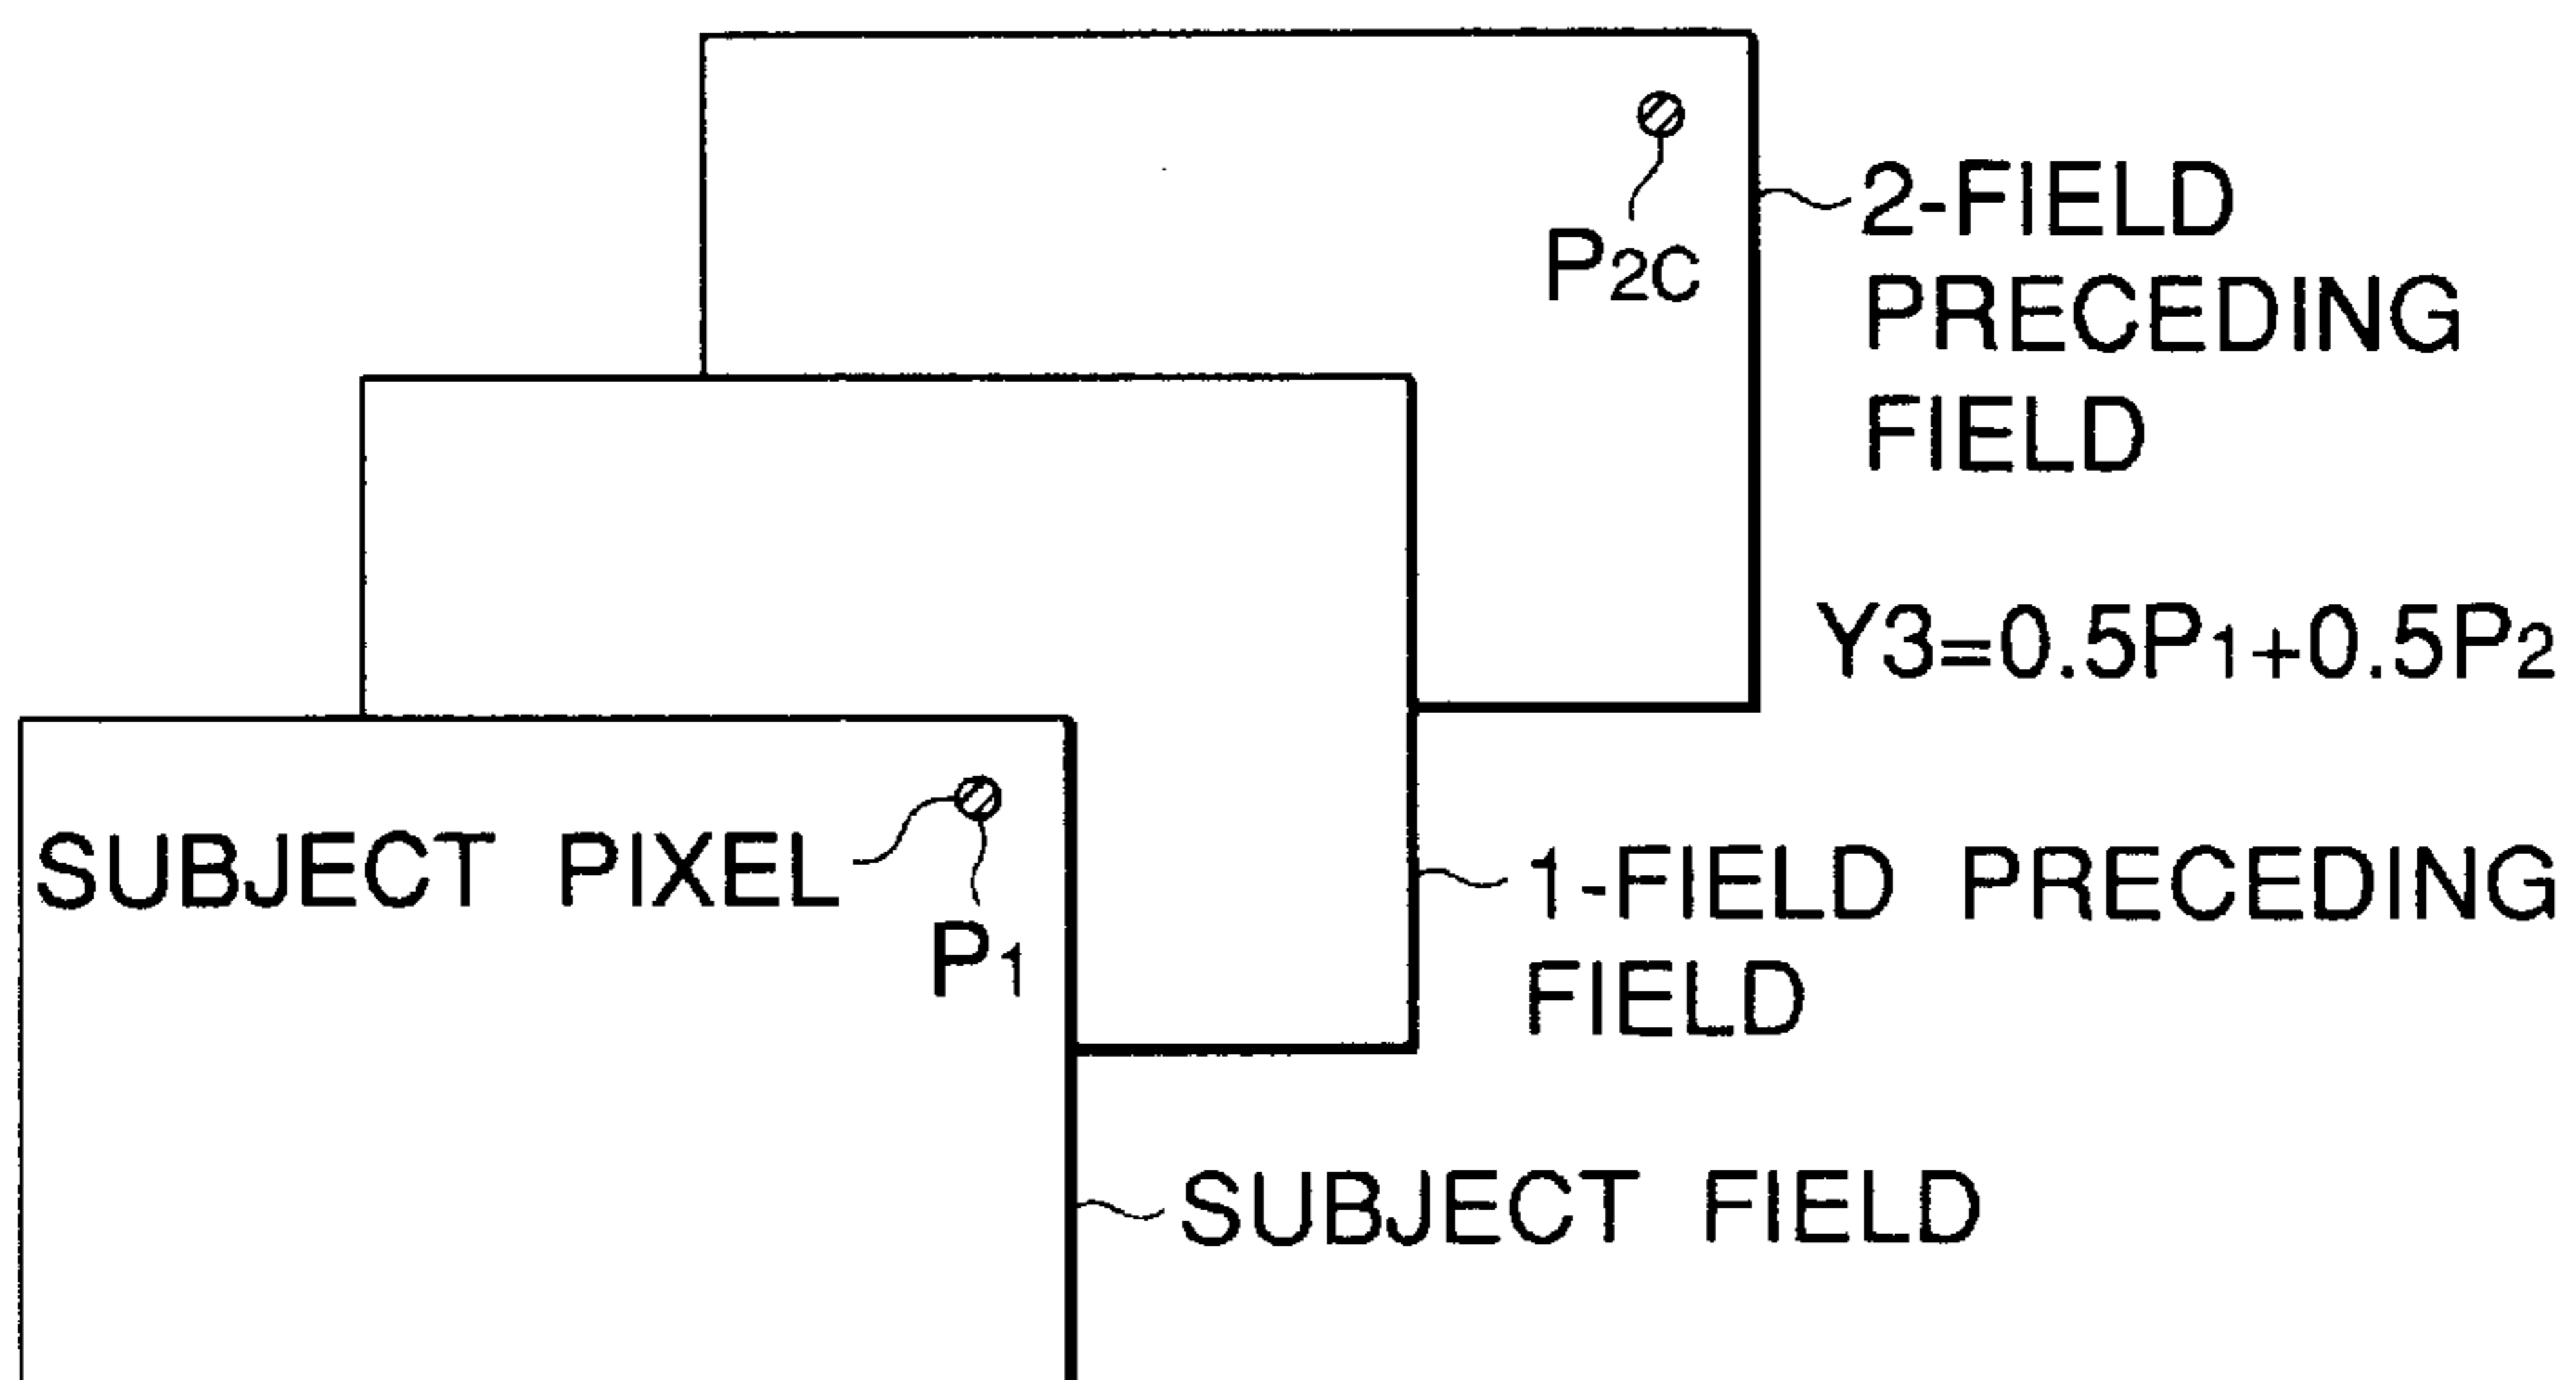 P2C
2-FIELD
PRECEDING
FIELD
Y3=0.5P1+0.5P2
SUBJECT PIXEL
P1
1-FIELD PRECEDING
FIELD
SUBJECT FIELD